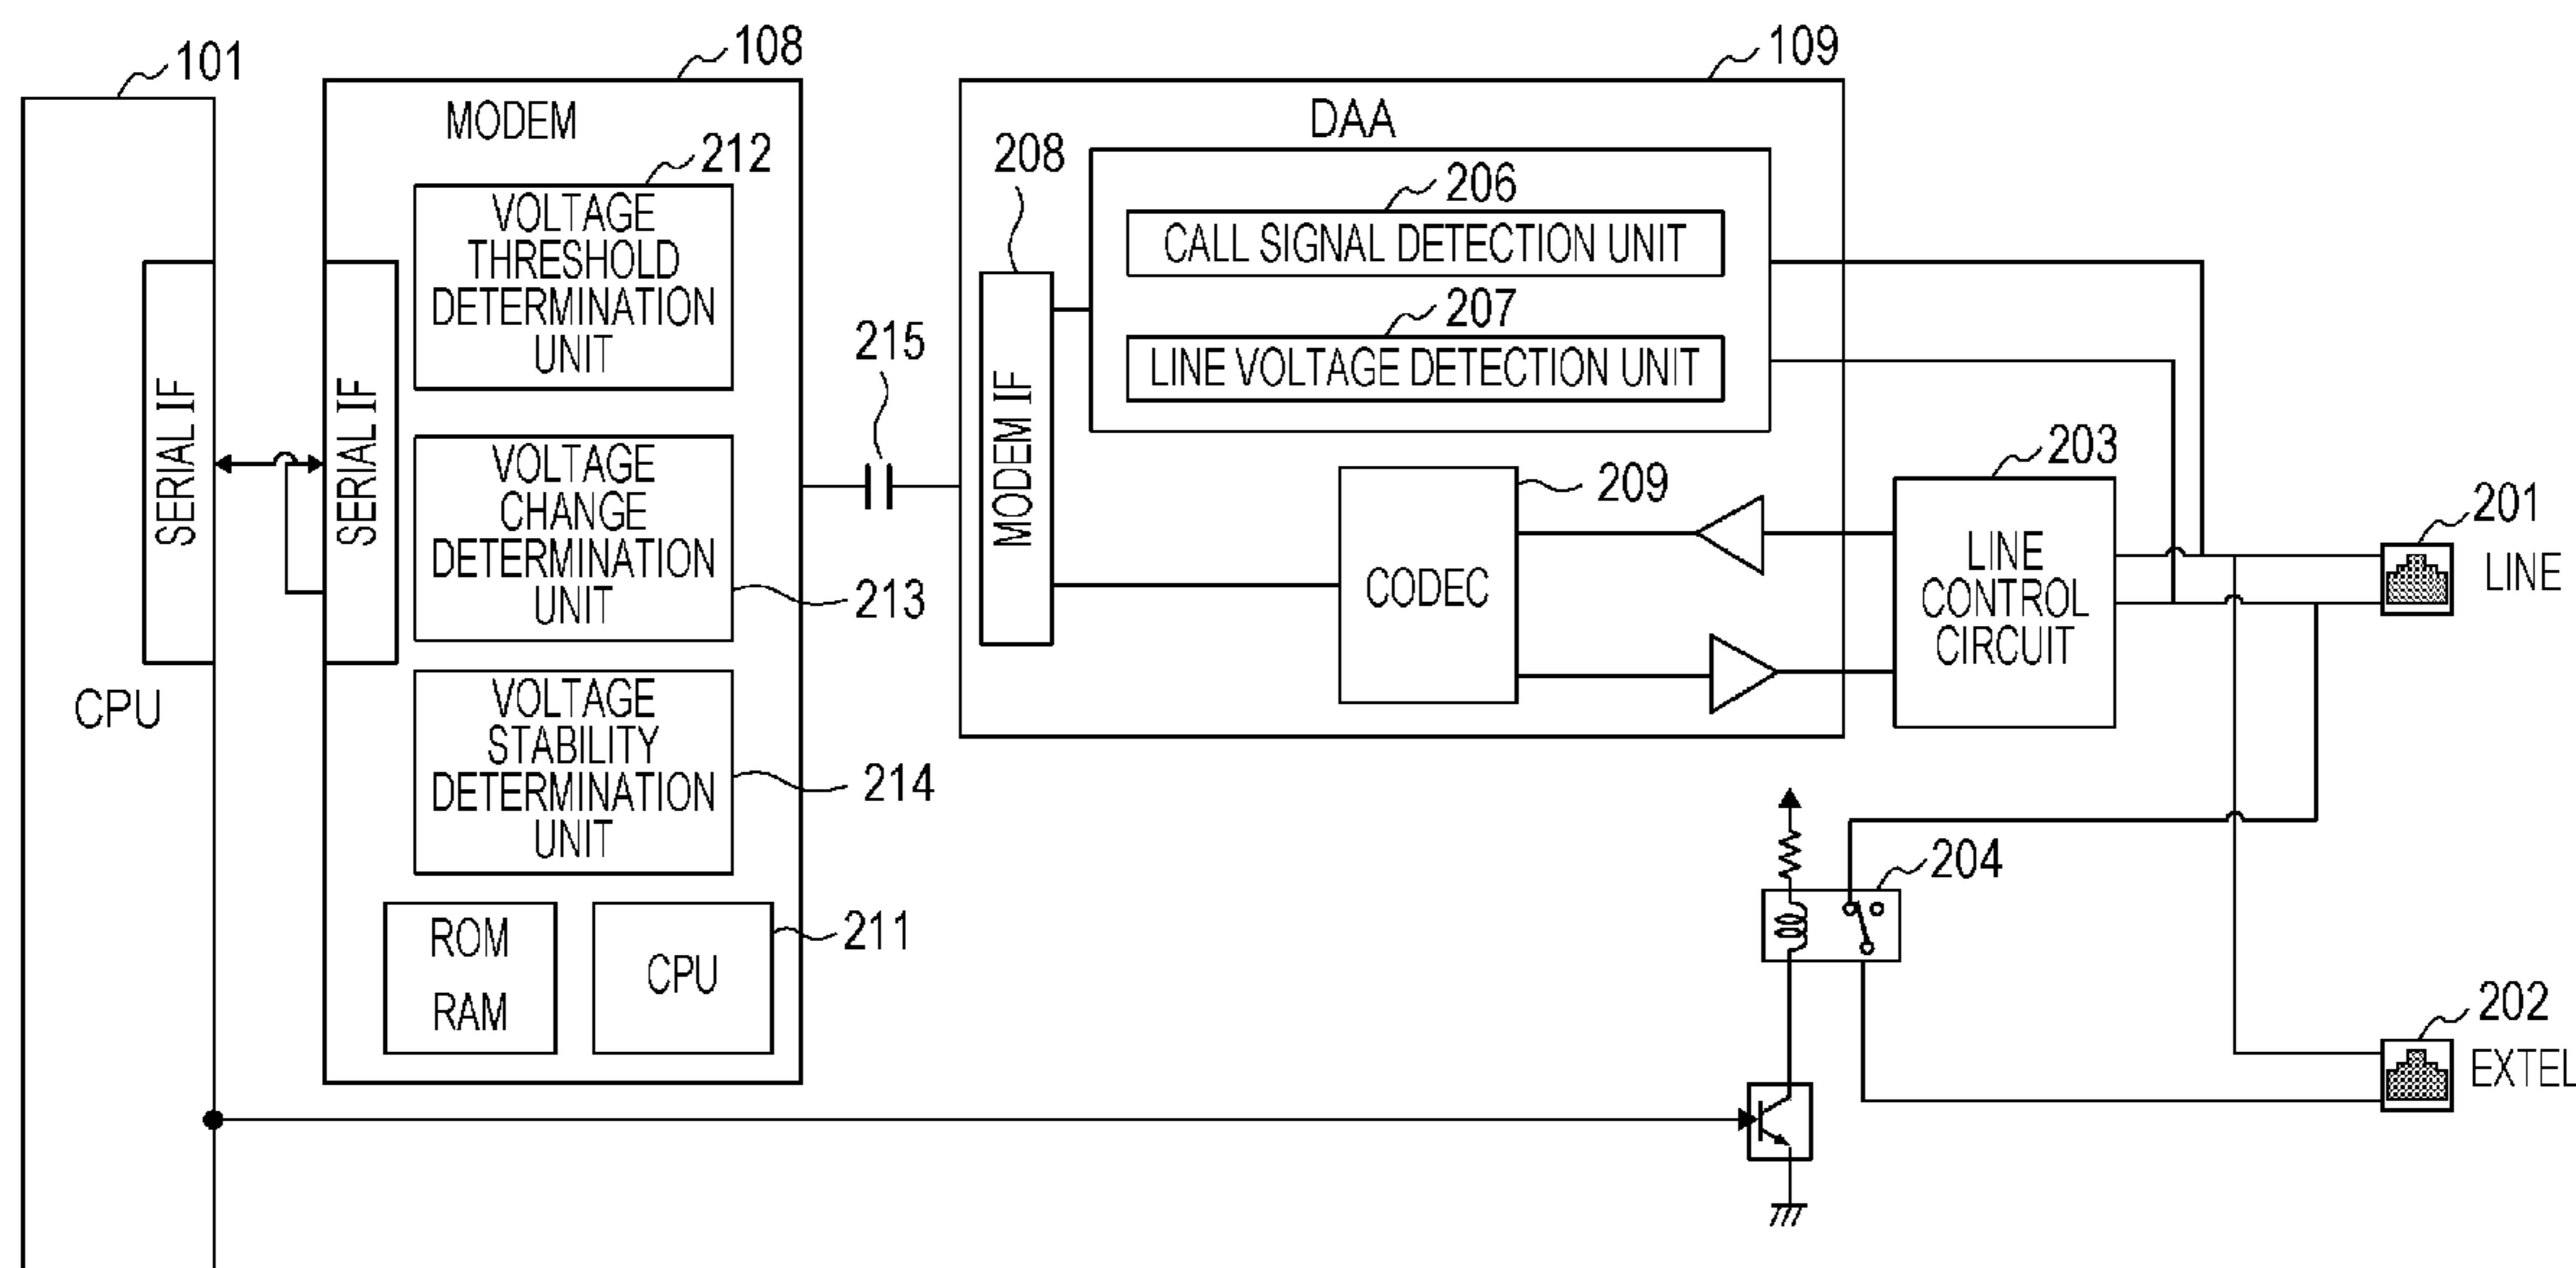 101
108
109
MODEM
DAA
212
208
206
VOLTAGE
THRESHOLD
DETERMINATION
UNIT
CALL SIGNAL DETECTION UNIT
207
LINE VOLTAGE DETECTION UNIT
215
SERIAL IF
SERIAL IF
MODEM IF
VOLTAGE
CHANGE
DETERMINATION
UNIT
213
209
CODEC
203
LINE
CONTROL
CIRCUIT
201
LINE
CPU
VOLTAGE
STABILITY
DETERMINATION
UNIT
214
204
ROM
RAM
CPU
211
202
EXTEL